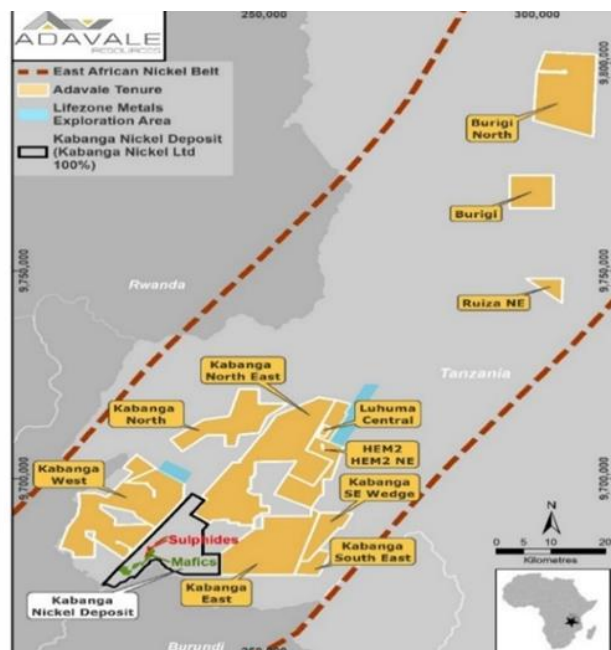 ADAVALE
RESOURCES
East African Nickel Belt
Adavale Tenure
Lifezone Metals
Exploration Area
Kabanga Nickel Deposit
(Kabanga Nickel Ltd
100%)
250,000
300,000
9,800,000
Burigi
North
Burigi
9,750,000
9,750,000
Ruiza NE
Rwanda
Tanzania
Kabanga
North East
Kabanga
North
Luhuma
Central
HEM2
HEM2 NE
Kabanga
West
Kabanga
SE Wedge
9,700,000
9,700,000
Sulphides
Mafics
Kabanga
South East
Kabanga
East
Kabanga
Nickel Deposit
N
0 5 10 15 20
Kilometres
Burundi